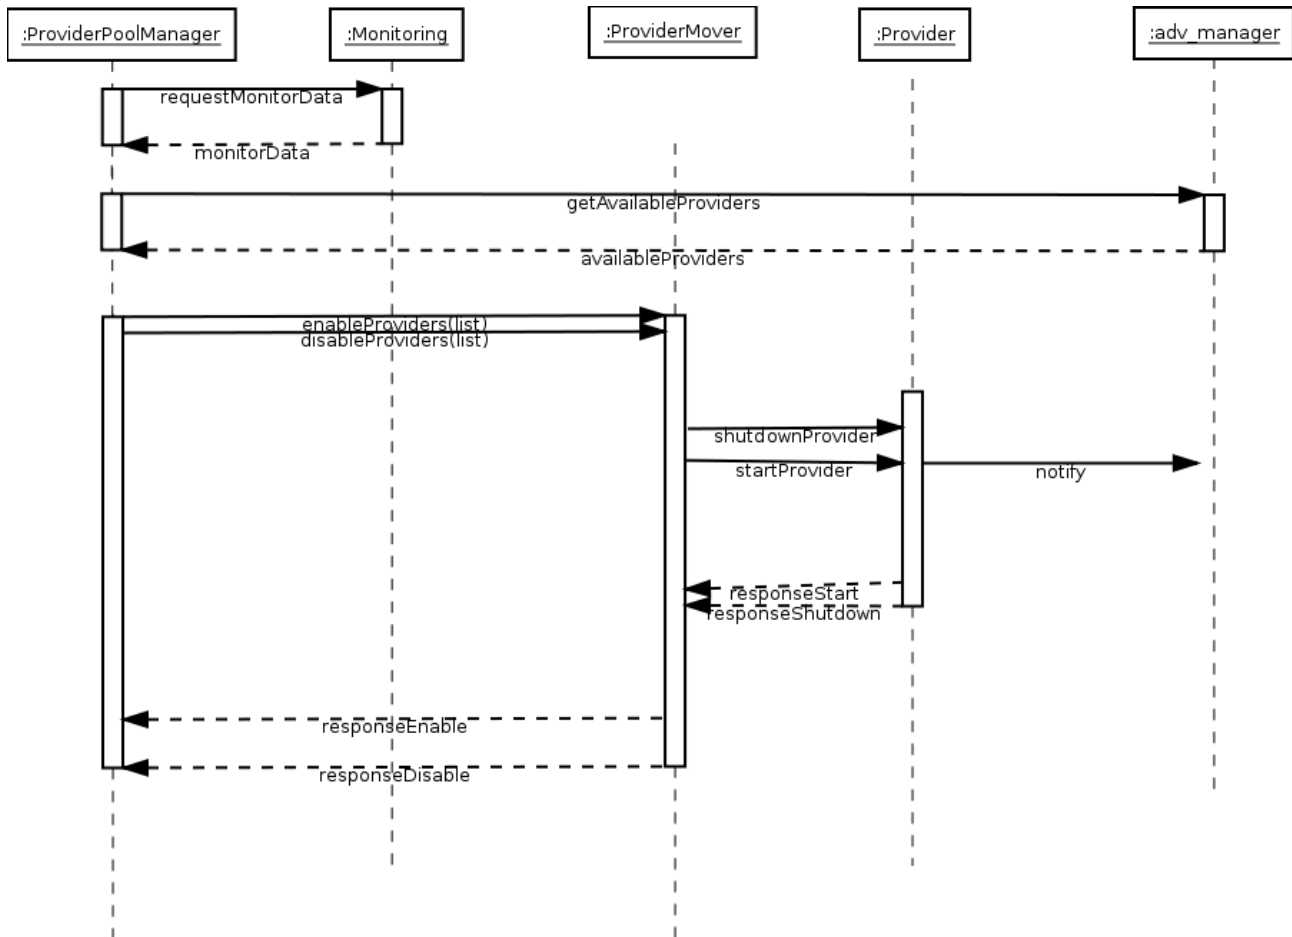 :ProviderPoolManager
:Monitoring
:ProviderMover
:Provider
:adv_manager
requestMonitorData
monitorData
getAvailableProviders
availableProviders
enableProviders(list)
disableProviders(list)
shutdownProvider
startProvider
notify
responseStart
responseShutdown
responseEnable
responseDisable